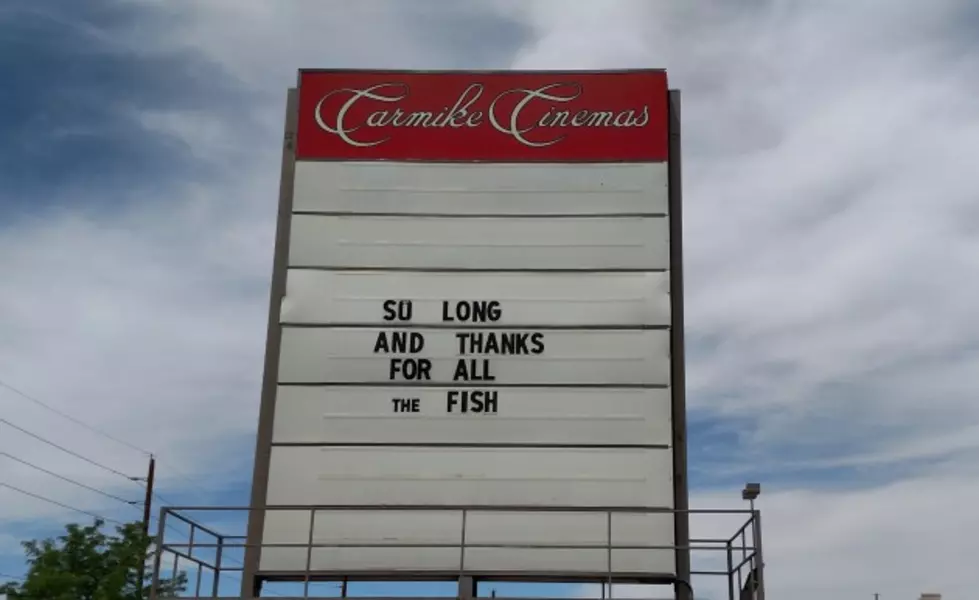 Carmike Cinemas
SO LONG
AND THANKS
FOR ALL
THE FISH